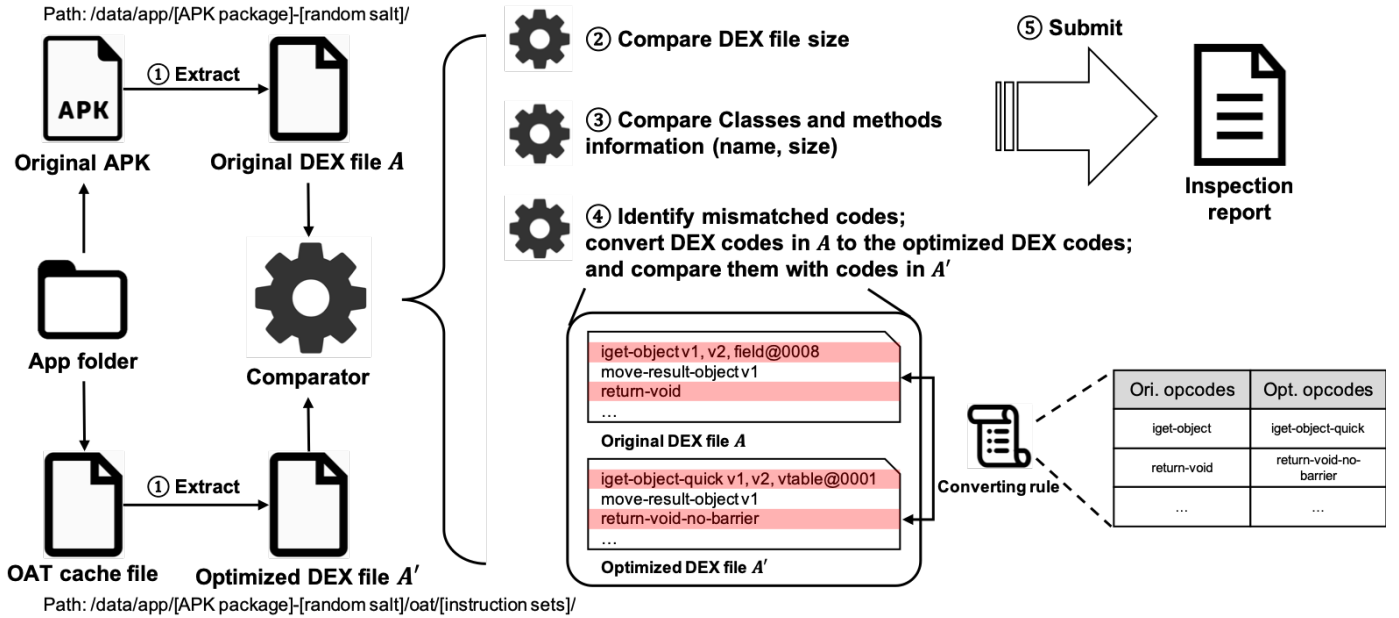 Path: /data/app/[APK package]-[random salt]/
① Extract
APK
Original APK
Original DEX file A
App folder
Comparator
① Extract
OAT cache file
Optimized DEX file A′
Path: /data/app/[APK package]-[random salt]/oat/[instruction sets]/
② Compare DEX file size
③ Compare Classes and methods
information (name, size)
④ Identify mismatched codes;
convert DEX codes in A to the optimized DEX codes;
and compare them with codes in A′
iget-object v1, v2, field@0008
move-result-object v1
return-void
...
Original DEX file A
iget-object-quick v1, v2, vtable@0001
move-result-object v1
return-void-no-barrier
...
Optimized DEX file A′
⑤ Submit
Inspection
report
Converting rule
Ori. opcodes Opt. opcodes
iget-object iget-object-quick
return-void return-void-no-
barrier
... ...